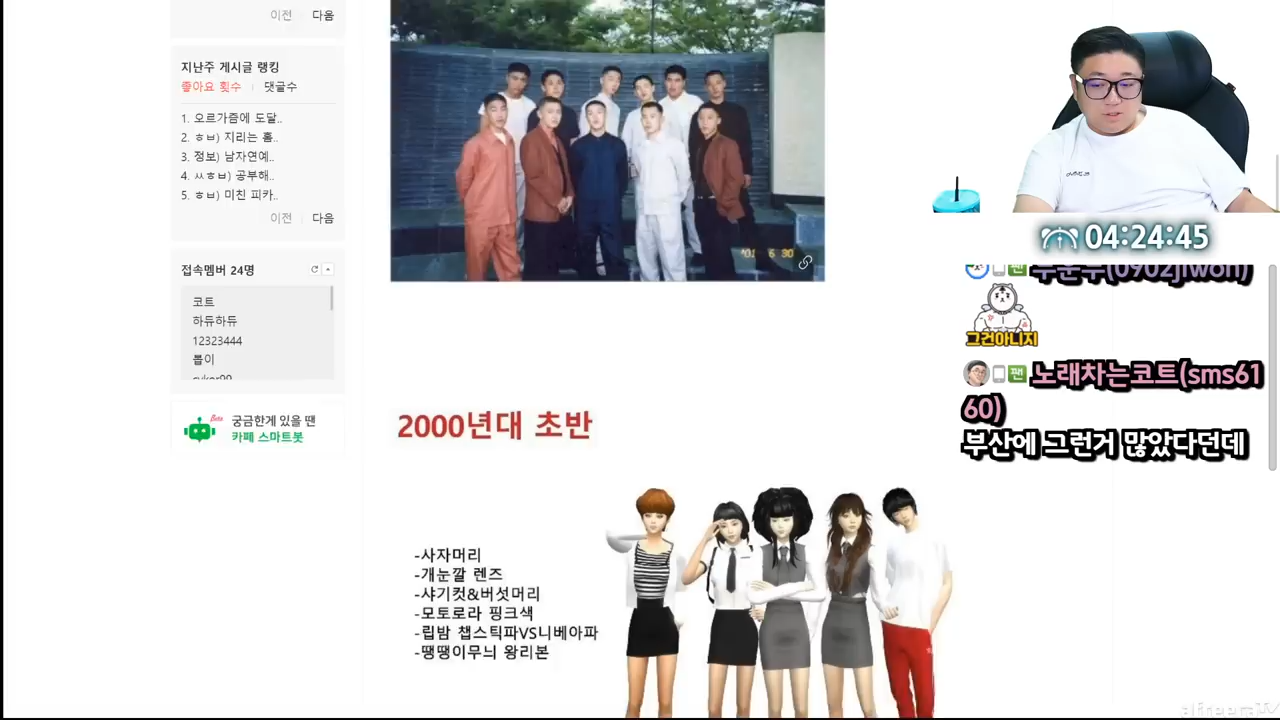 이전 다음
지난주 게시글 랭킹
좋아요 횟수 댓글수
1. 오르가즘에 도달..
2. ㅎㅂ) 지리는 홈..
3. 정보) 남자연예..
4. ㅆㅎㅂ) 공부해..
5. ㅎㅂ) 미친 피카..
이전 다음
접속멤버 24명
코트
하듀하듀
12323444
뽑이
궁금한게 있을 땐
카페 스마트봇
Beta
'01 6 30
2000년대 초반
-사자머리
-개눈깔 렌즈
-샤기컷&버섯머리
-모토로라 핑크색
-립밤 챕스틱파VS니베아파
-땡땡이무늬 왕리본
04:24:45
그건아니지
팬 노래차는코트(sms61
60)
부산에 그런거 많았다던데
afreecaTV